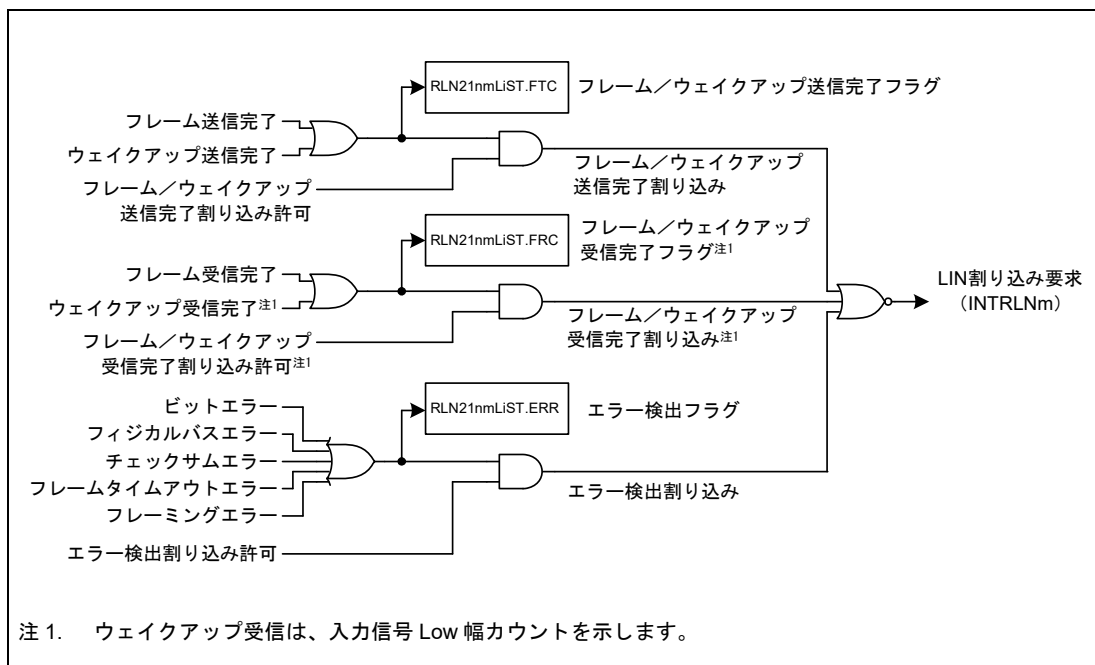 RLN21nmLiST.FTC フレーム／ウェイクアップ送信完了フラグ
フレーム送信完了
ウェイクアップ送信完了
フレーム／ウェイクアップ
送信完了割り込み許可
フレーム／ウェイクアップ
送信完了割り込み
RLN21nmLiST.FRC
フレーム／ウェイクアップ
受信完了フラグ注1
フレーム受信完了
ウェイクアップ受信完了注1
フレーム／ウェイクアップ
受信完了割り込み許可注1
フレーム／ウェイクアップ
受信完了割り込み注1
LIN割り込み要求
（INTRLNm）
RLN21nmLiST.ERR エラー検出フラグ
ビットエラー
フィジカルバスエラー
チェックサムエラー
フレームタイムアウトエラー
フレーミングエラー
エラー検出割り込み許可
エラー検出割り込み
注 1. ウェイクアップ受信は、入力信号 Low 幅カウントを示します。